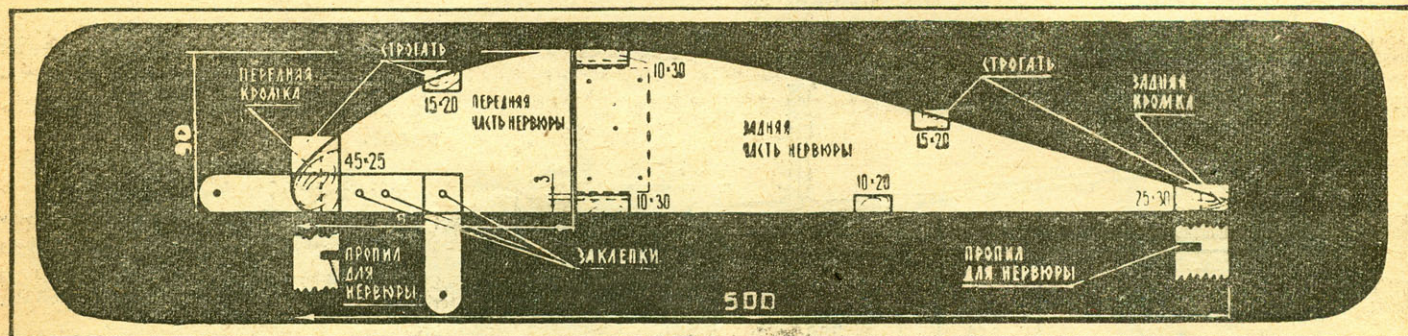 СТРОГАТЬ
ПЕРЕДНЯЯ
КРОМКА
15·20
ПЕРЕДНЯЯ
ЧАСТЬ НЕРВЮРЫ
10·30
СТРОГАТЬ
ЗАДНЯЯ
КРОМКА
90
45·25
ЗАДНЯЯ
ЧАСТЬ НЕРВЮРЫ
15·20
3
10·30
10·20
25·30
ПРОПИЛ
ДЛЯ
НЕРВЮРЫ
ЗАКЛЕПКИ
ПРОПИЛ
ДЛЯ НЕРВЮРЫ
500